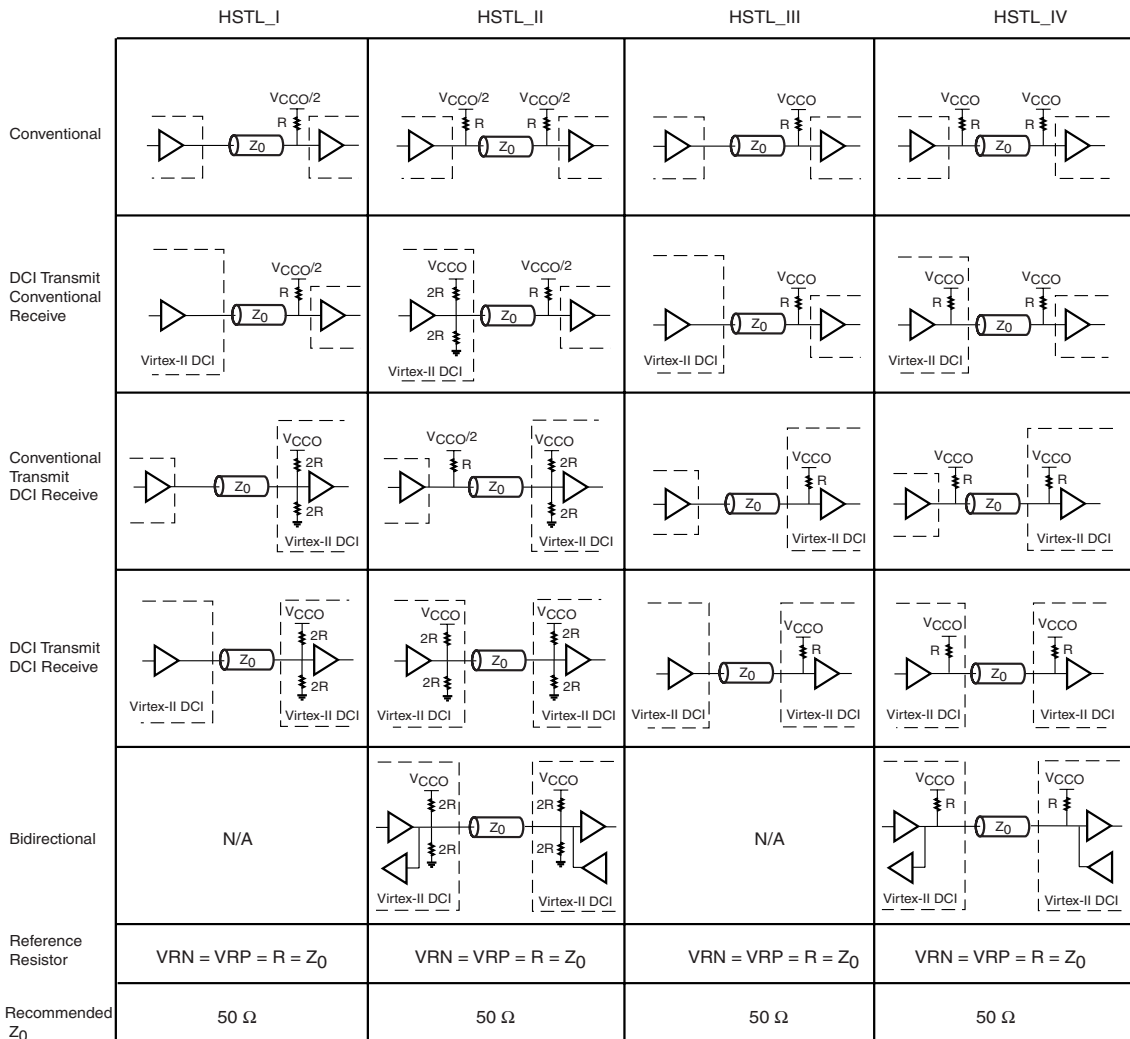 HSTL_I HSTL_II HSTL_III HSTL_IV
Conventional
VCCO/2
R
Z0
VCCO/2 VCCO/2
R R
Z0
VCCO
R
Z0
VCCO VCCO
R R
Z0
DCI Transmit
Conventional
Receive
VCCO/2
R
Z0
Virtex-II DCI
VCCO VCCO/2
2R R
Z0
2R
Virtex-II DCI
VCCO
R
Z0
Virtex-II DCI
VCCO VCCO
R R
Z0
Virtex-II DCI
Conventional
Transmit
DCI Receive
VCCO
2R
Z0
2R
Virtex-II DCI
VCCO/2 VCCO
R 2R
Z0
2R
Virtex-II DCI
VCCO
R
Z0
Virtex-II DCI
VCCO VCCO
R R
Z0
Virtex-II DCI
DCI Transmit
DCI Receive
VCCO
2R
Z0
2R
Virtex-II DCI Virtex-II DCI
VCCO VCCO
2R 2R
Z0
2R 2R
Virtex-II DCI Virtex-II DCI
VCCO
R
Z0
Virtex-II DCI Virtex-II DCI
VCCO VCCO
R R
Z0
Virtex-II DCI Virtex-II DCI
Bidirectional
N/A
VCCO VCCO
2R 2R
Z0
2R 2R
Virtex-II DCI Virtex-II DCI
N/A
VCCO VCCO
R R
Z0
Virtex-II DCI Virtex-II DCI
Reference
Resistor
VRN = VRP = R = Z0 VRN = VRP = R = Z0 VRN = VRP = R = Z0 VRN = VRP = R = Z0
Recommended
Z0
50 Ω 50 Ω 50 Ω 50 Ω